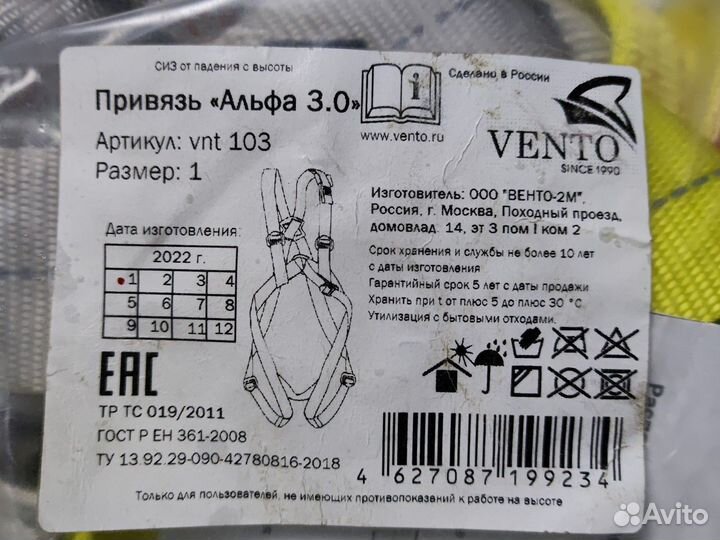 СИЗ от падения с высоты
Сделано в России
Привязь «Альфа 3.0»
www.vento.ru
Артикул: vnt 103
Размер: 1
VENTO
SINCE 1990
Изготовитель: ООО "ВЕНТО-2М",
Россия, г. Москва, Походный проезд,
домовлад. 14, эт 3 пом I ком 2
Дата изготовления:
2022 г.
1 2 3 4
5 6 7 8
9 10 11 12
Срок хранения и службы не более 10 лет
с даты изготовления
Гарантийный срок 5 лет с даты продажи
Хранить при t от плюс 5 до плюс 30 °C
Утилизация с бытовыми отходами.
ЕАС
ТР ТС 019/2011
ГОСТ Р ЕН 361-2008
ТУ 13.92.29-090-42780816-2018
4 627087 199234
Только для пользователей, не имеющих противопоказаний к работе на высоте
Avito